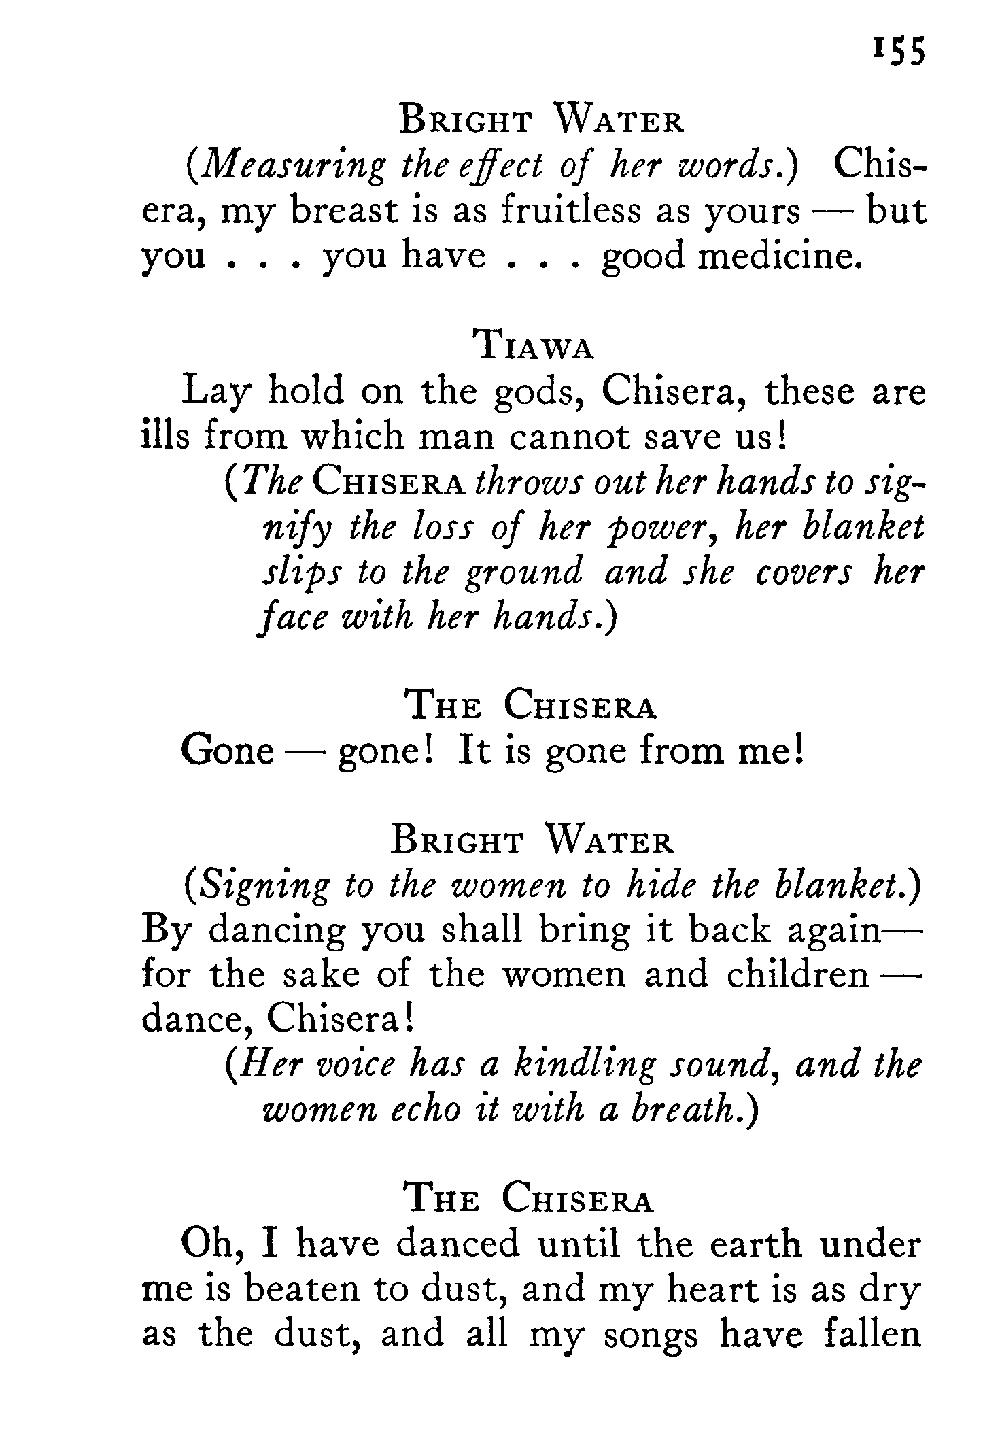 155
BRIGHT WATER
(Measuring the effect of her words.) Chis-
era, my breast is as fruitless as yours — but
you . . . you have . . . good medicine.
TIAWA
Lay hold on the gods, Chisera, these are
ills from which man cannot save us!
(The CHISERA throws out her hands to sig-
nify the loss of her power, her blanket
slips to the ground and she covers her
face with her hands.)
THE CHISERA
Gone — gone! It is gone from me!
BRIGHT WATER
(Signing to the women to hide the blanket.)
By dancing you shall bring it back again—
for the sake of the women and children —
dance, Chisera!
(Her voice has a kindling sound, and the
women echo it with a breath.)
THE CHISERA
Oh, I have danced until the earth under
me is beaten to dust, and my heart is as dry
as the dust, and all my songs have fallen